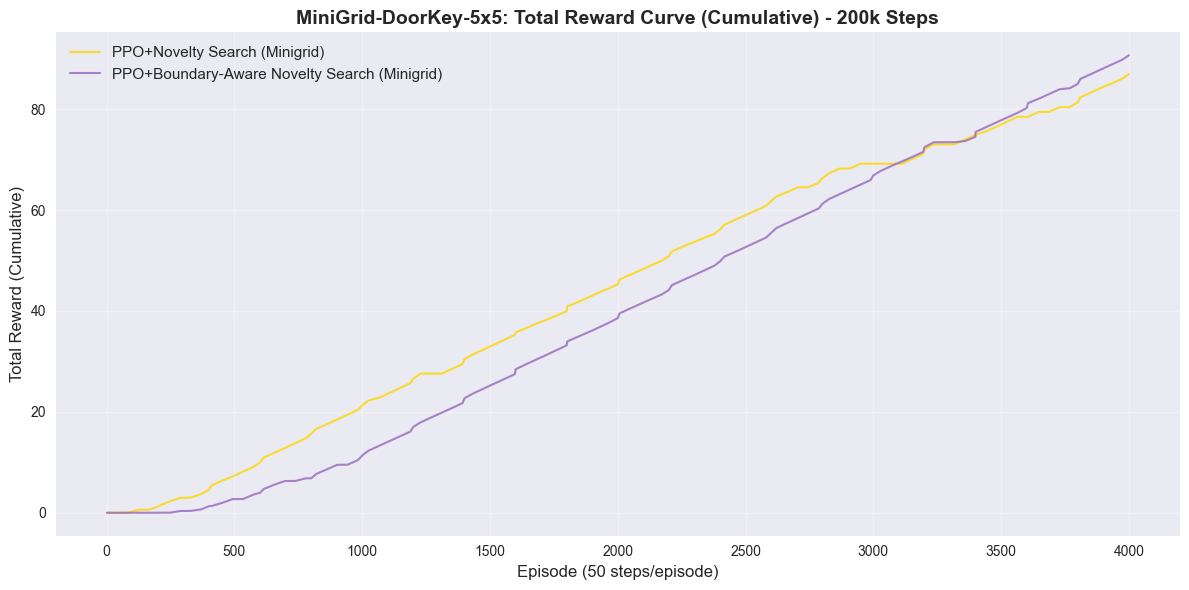 MiniGrid-DoorKey-5x5: Total Reward Curve (Cumulative) - 200k Steps
PPO+Novelty Search (Minigrid)
PPO+Boundary-Aware Novelty Search (Minigrid)
Total Reward (Cumulative)
80
60
40
20
0
0 500 1000 1500 2000 2500 3000 3500 4000
Episode (50 steps/episode)